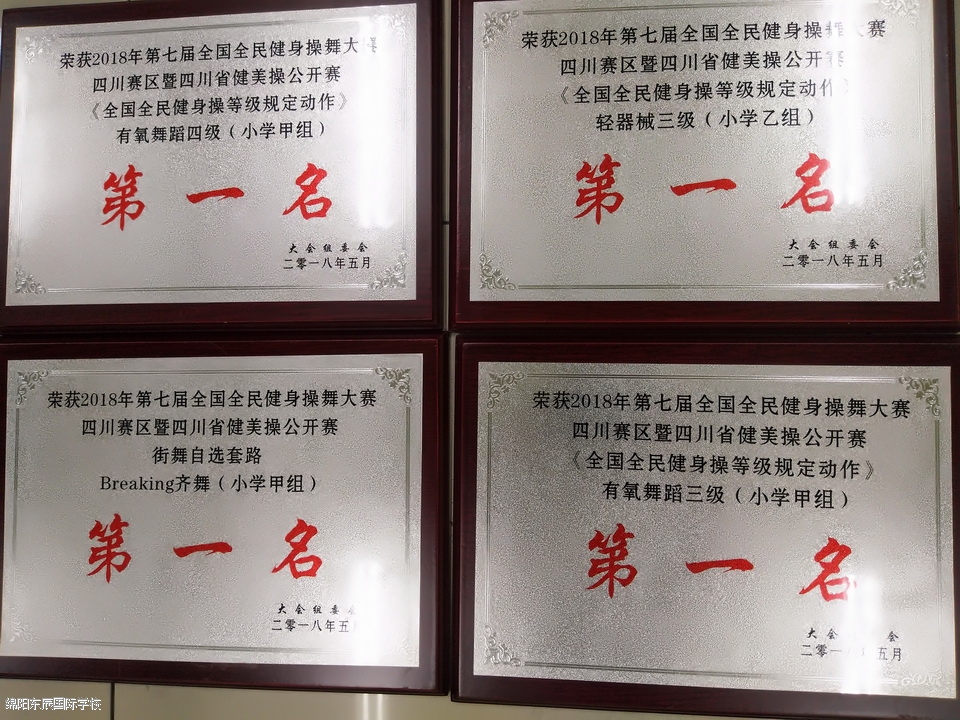 荣获2018年第七届全国全民健身操舞大赛
四川赛区暨四川省健美操公开赛
《全国全民健身操等级规定动作》
有氧舞蹈四级（小学甲组）
第一名
大会组委会
二零一八年五月
荣获2018年第七届全国全民健身操舞大赛
四川赛区暨四川省健美操公开赛
《全国全民健身操等级规定动作》
轻器械三级（小学乙组）
第一名
大会组委会
二零一八年五月
荣获2018年第七届全国全民健身操舞大赛
四川赛区暨四川省健美操公开赛
街舞自选套路
Breaking齐舞（小学甲组）
第一名
大会组委
二零一八年五
荣获2018年第七届全国全民健身操舞大赛
四川赛区暨四川省健美操公开赛
《全国全民健身操等级规定动作》
有氧舞蹈三级（小学甲组）
第一名
大会
二零一 五月
绵阳东辰国际学校